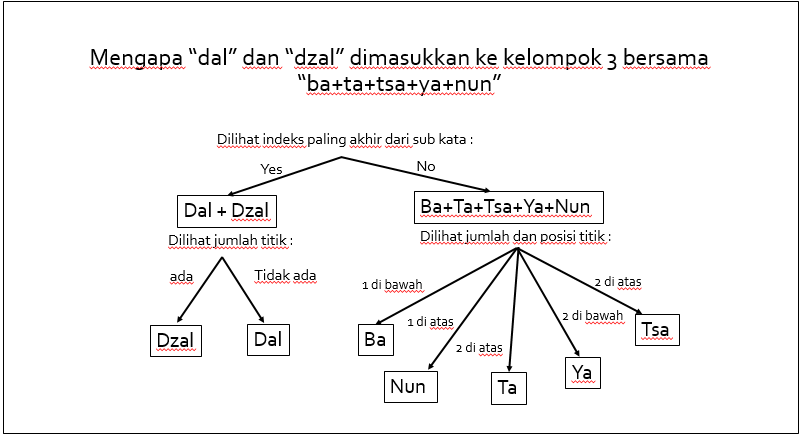 Mengapa “dal” dan “dzal” dimasukkan ke kelompok 3 bersama
“ba+ta+tsa+ya+nun”
Dilihat indeks paling akhir dari sub kata :
Yes
No
Dal + Dzal
Ba+Ta+Tsa+Ya+Nun
Dilihat jumlah titik :
Dilihat jumlah dan posisi titik :
ada
Tidak ada
1 di bawah
1 di atas
2 di atas
2 di bawah
2 di atas
Dzal
Dal
Ba
Nun
Ta
Ya
Tsa